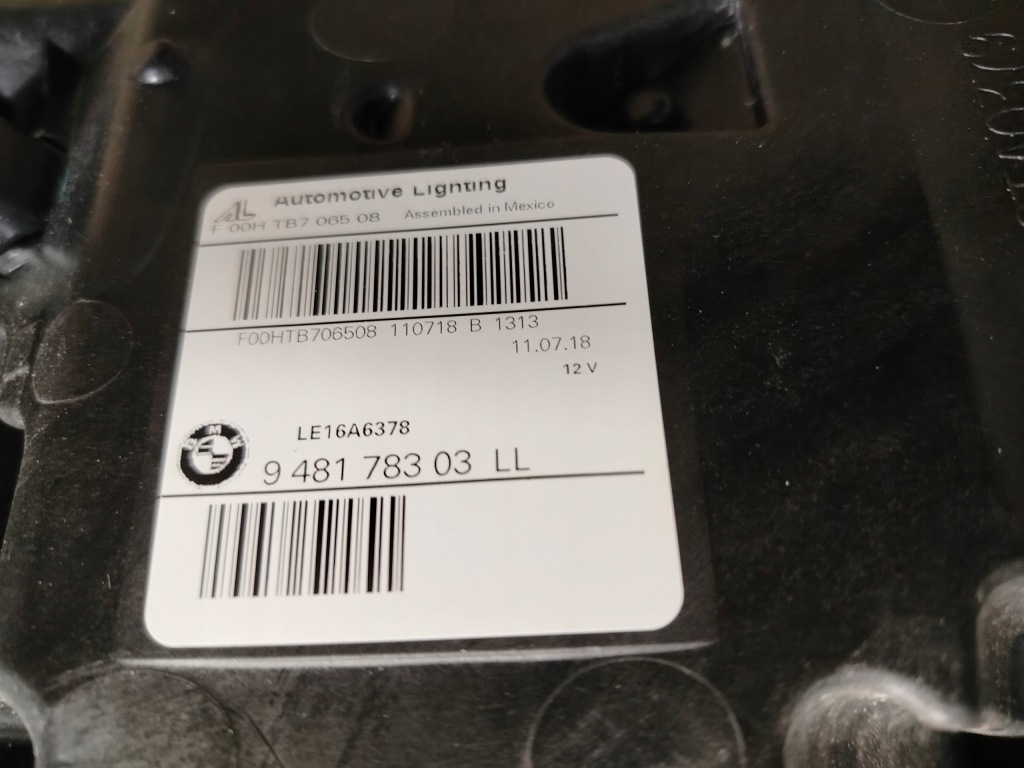 AL Automotive Lighting
F 00H TB7 065 08 Assembled in Mexico
F00HTB706508 110718 B 1313
11.07.18
12 V
LE16A6378
BMW
9 481 783 03 LL